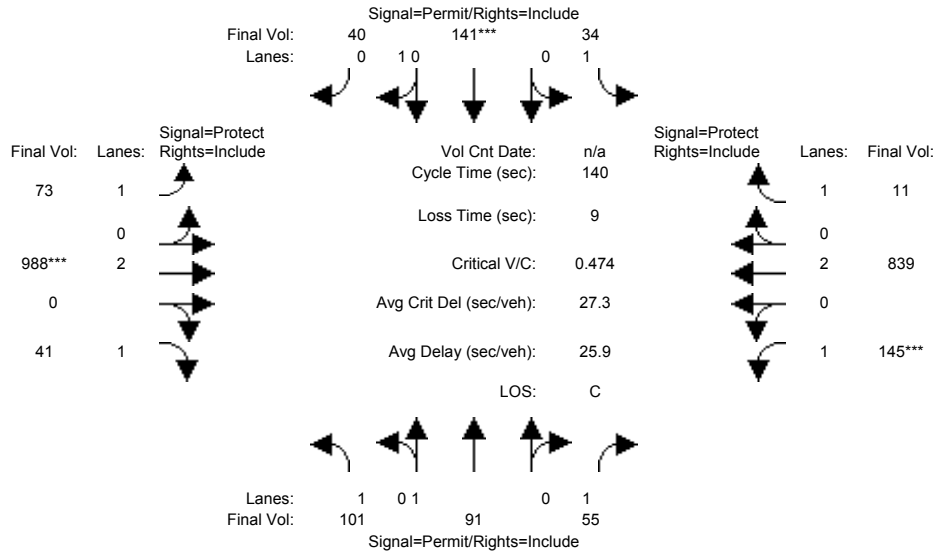 Signal=Permit/Rights=Include
Final Vol: 40 141*** 34
Lanes: 0 1 0 0 1
Signal=Protect
Final Vol: Lanes: Rights=Include
Vol Cnt Date: n/a
Signal=Protect
Rights=Include Lanes: Final Vol:
Cycle Time (sec): 140
73 1
1 11
Loss Time (sec): 9
0
0
988*** 2
Critical V/C: 0.474
2 839
0
Avg Crit Del (sec/veh): 27.3
0
41 1
Avg Delay (sec/veh): 25.9
1 145***
LOS: C
Lanes: 1 0 1 0 1
Final Vol: 101 91 55
Signal=Permit/Rights=Include